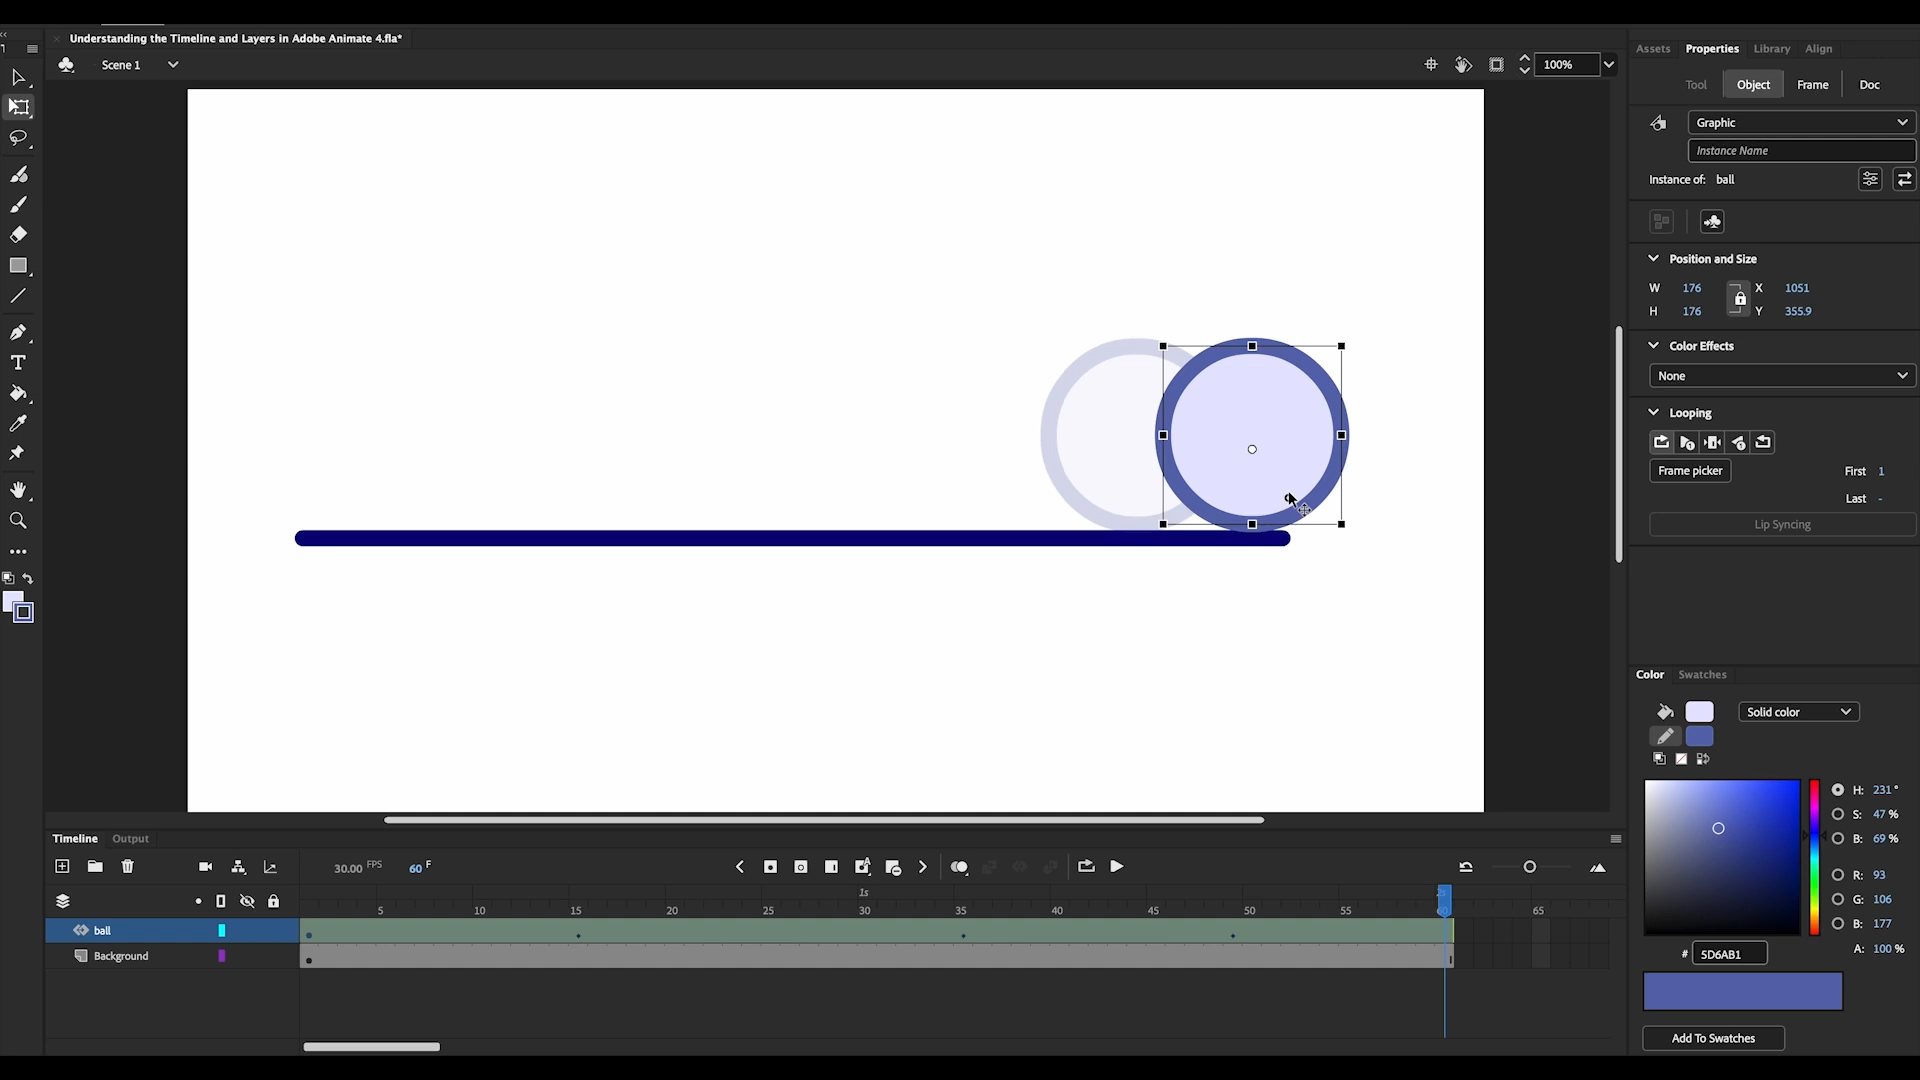 Understanding the Timeline and Layers in Adobe Animate 4.fla*
Scene 1
100%
Assets Properties Library Align
Tool Object Frame Doc
Graphic
Instance Name
Instance of: ball
Position and Size
W 176 X 1051
H 176 Y 355.9
Color Effects
None
Looping
Frame picker First 1
Last -
Lip Syncing
Color Swatches
Solid color
H: 231°
S: 47 %
B: 69 %
R: 93
G: 106
B: 177
A: 100 %
# 5D6AB1
Add To Swatches
Timeline Output
30.00 FPS 60 F
1s
5 10 15 20 25 30 35 40 45 50 55 65
ball
Background